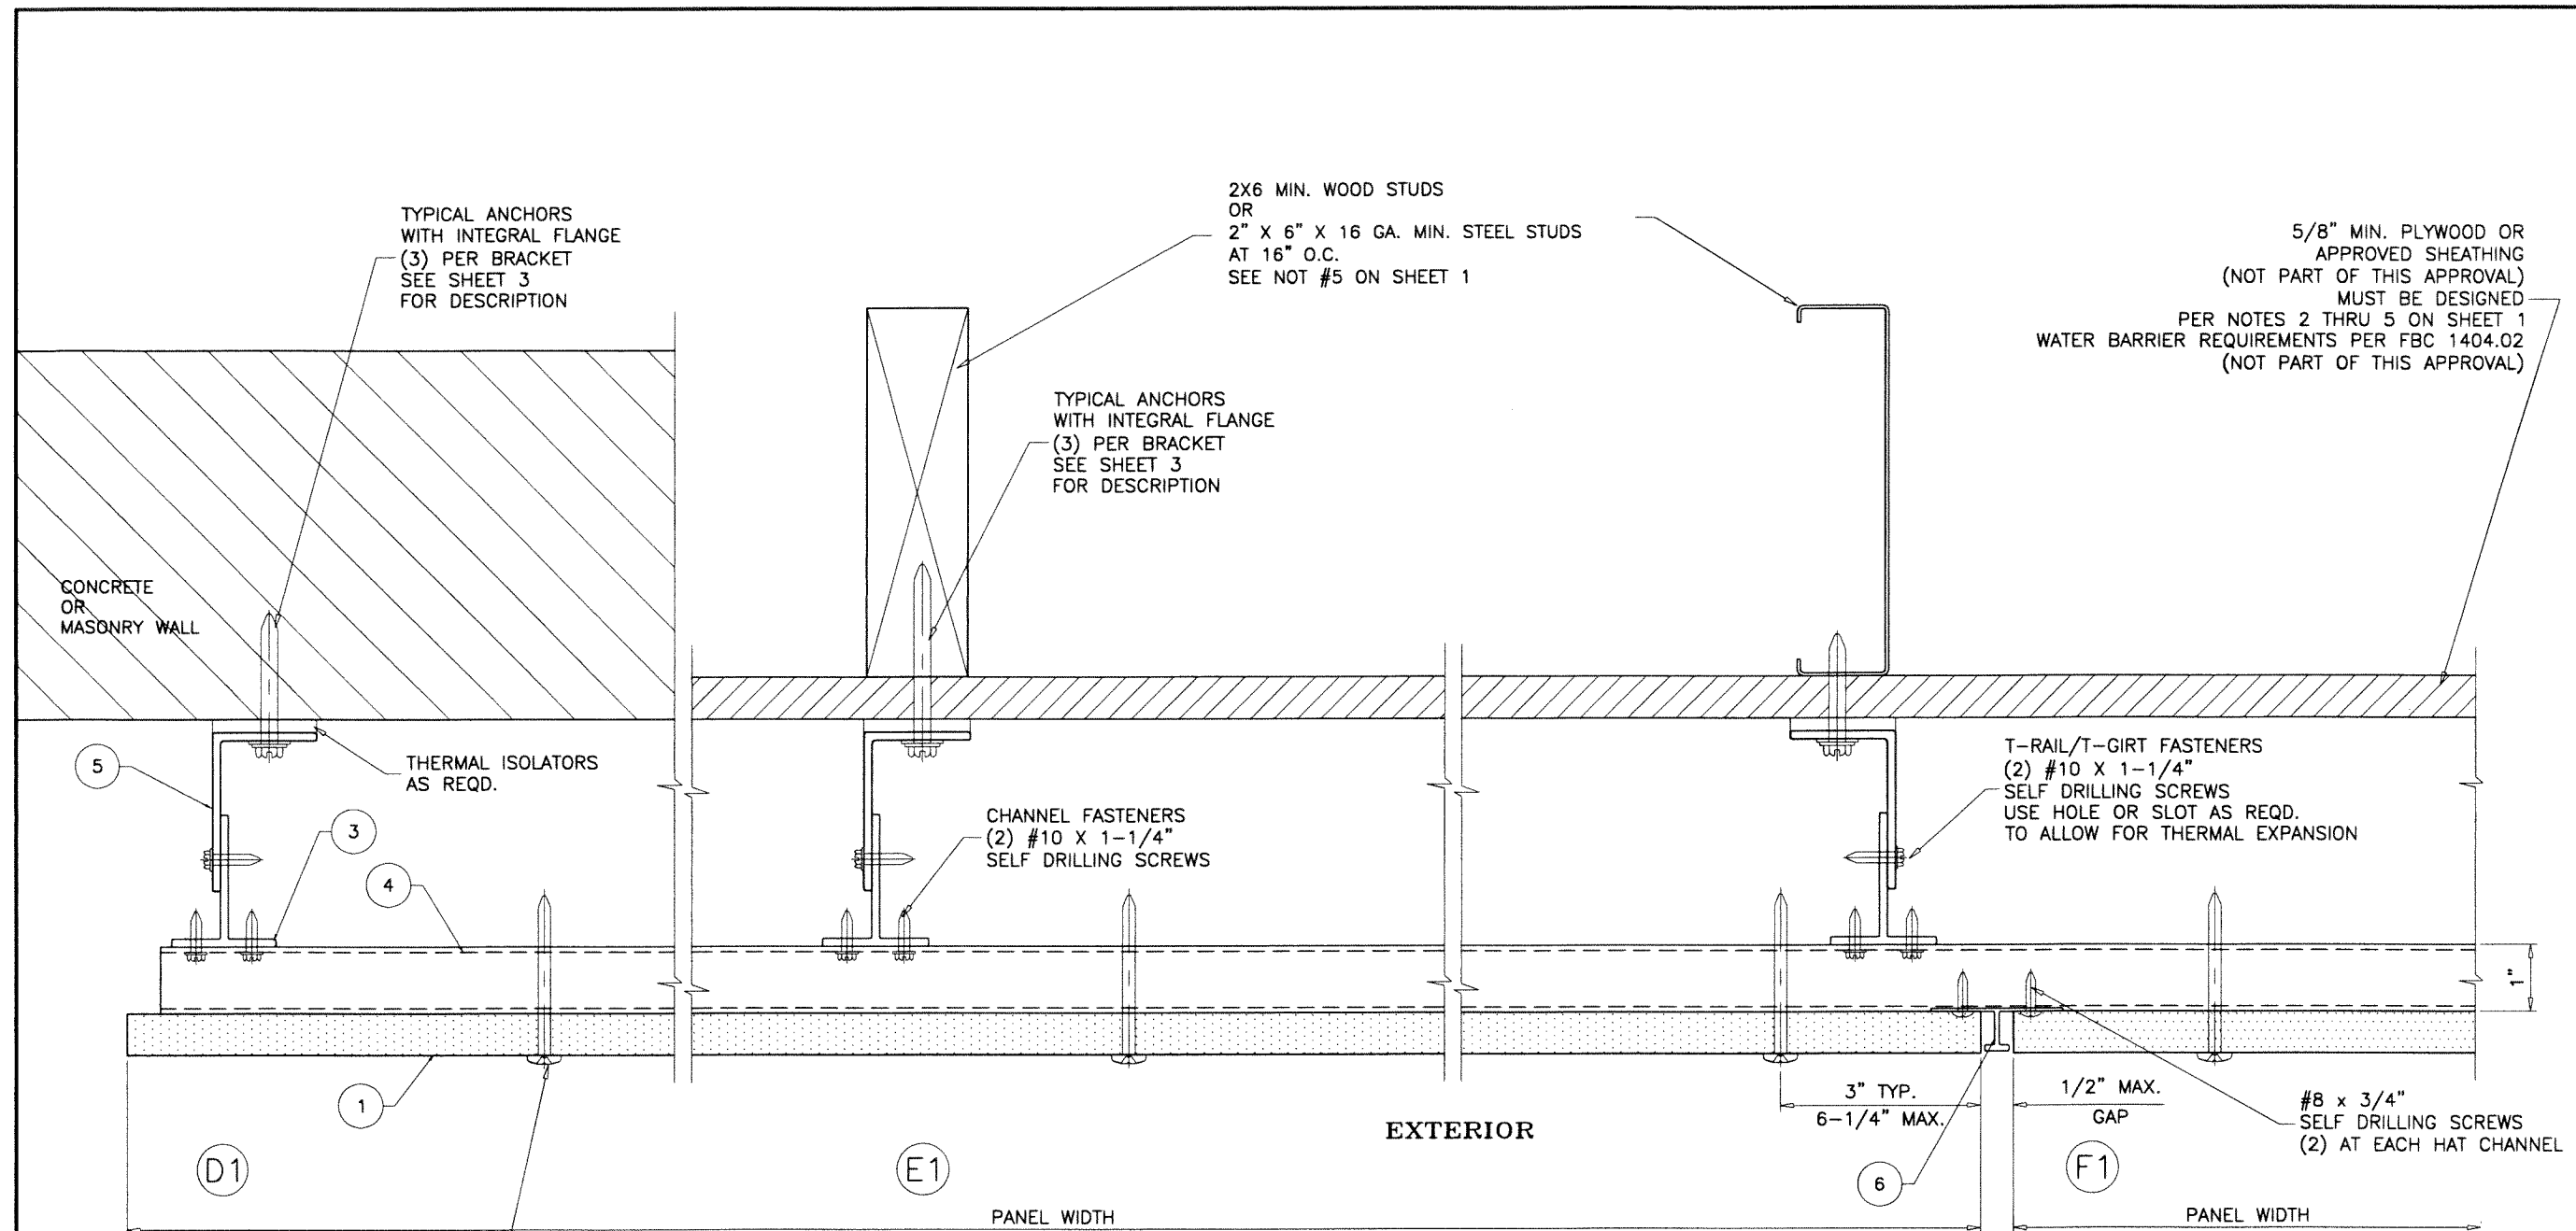 TYPICAL ANCHORS
WITH INTEGRAL FLANGE
(3) PER BRACKET
SEE SHEET 3
FOR DESCRIPTION
2X6 MIN. WOOD STUDS
OR
2" X 6" X 16 GA. MIN. STEEL STUDS
AT 16" O.C.
SEE NOT #5 ON SHEET 1
5/8" MIN. PLYWOOD OR
APPROVED SHEATHING
(NOT PART OF THIS APPROVAL)
MUST BE DESIGNED
PER NOTES 2 THRU 5 ON SHEET 1
WATER BARRIER REQUIREMENTS PER FBC 1404.02
(NOT PART OF THIS APPROVAL)
TYPICAL ANCHORS
WITH INTEGRAL FLANGE
(3) PER BRACKET
SEE SHEET 3
FOR DESCRIPTION
CONCRETE
OR
MASONRY WALL
5
THERMAL ISOLATORS
AS REQD.
3
4
CHANNEL FASTENERS
(2) #10 X 1-1/4"
SELF DRILLING SCREWS
T-RAIL/T-GIRT FASTENERS
(2) #10 X 1-1/4"
SELF DRILLING SCREWS
USE HOLE OR SLOT AS REQD.
TO ALLOW FOR THERMAL EXPANSION
1"
1
3" TYP.
6-1/4" MAX.
1/2" MAX.
GAP
#8 x 3/4"
SELF DRILLING SCREWS
(2) AT EACH HAT CHANNEL
EXTERIOR
D1
E1
6
F1
PANEL WIDTH
PANEL WIDTH